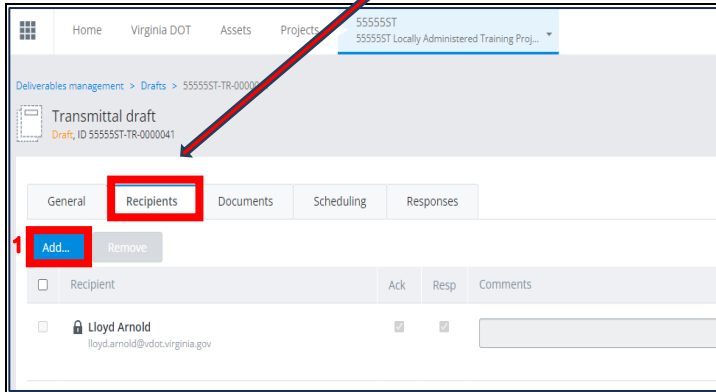 Home Virginia DOT Assets Projects 55555ST
55555ST Locally Administered Training Proj...
Deliverables management > Drafts > 55555ST-TR-0000
Transmittal draft
Draft, ID 55555ST-TR-0000041
General Recipients Documents Scheduling Responses
1 Add... Remove
Recipient Ack Resp Comments
Lloyd Arnold
lloyd.arnold@vdot.virginia.gov